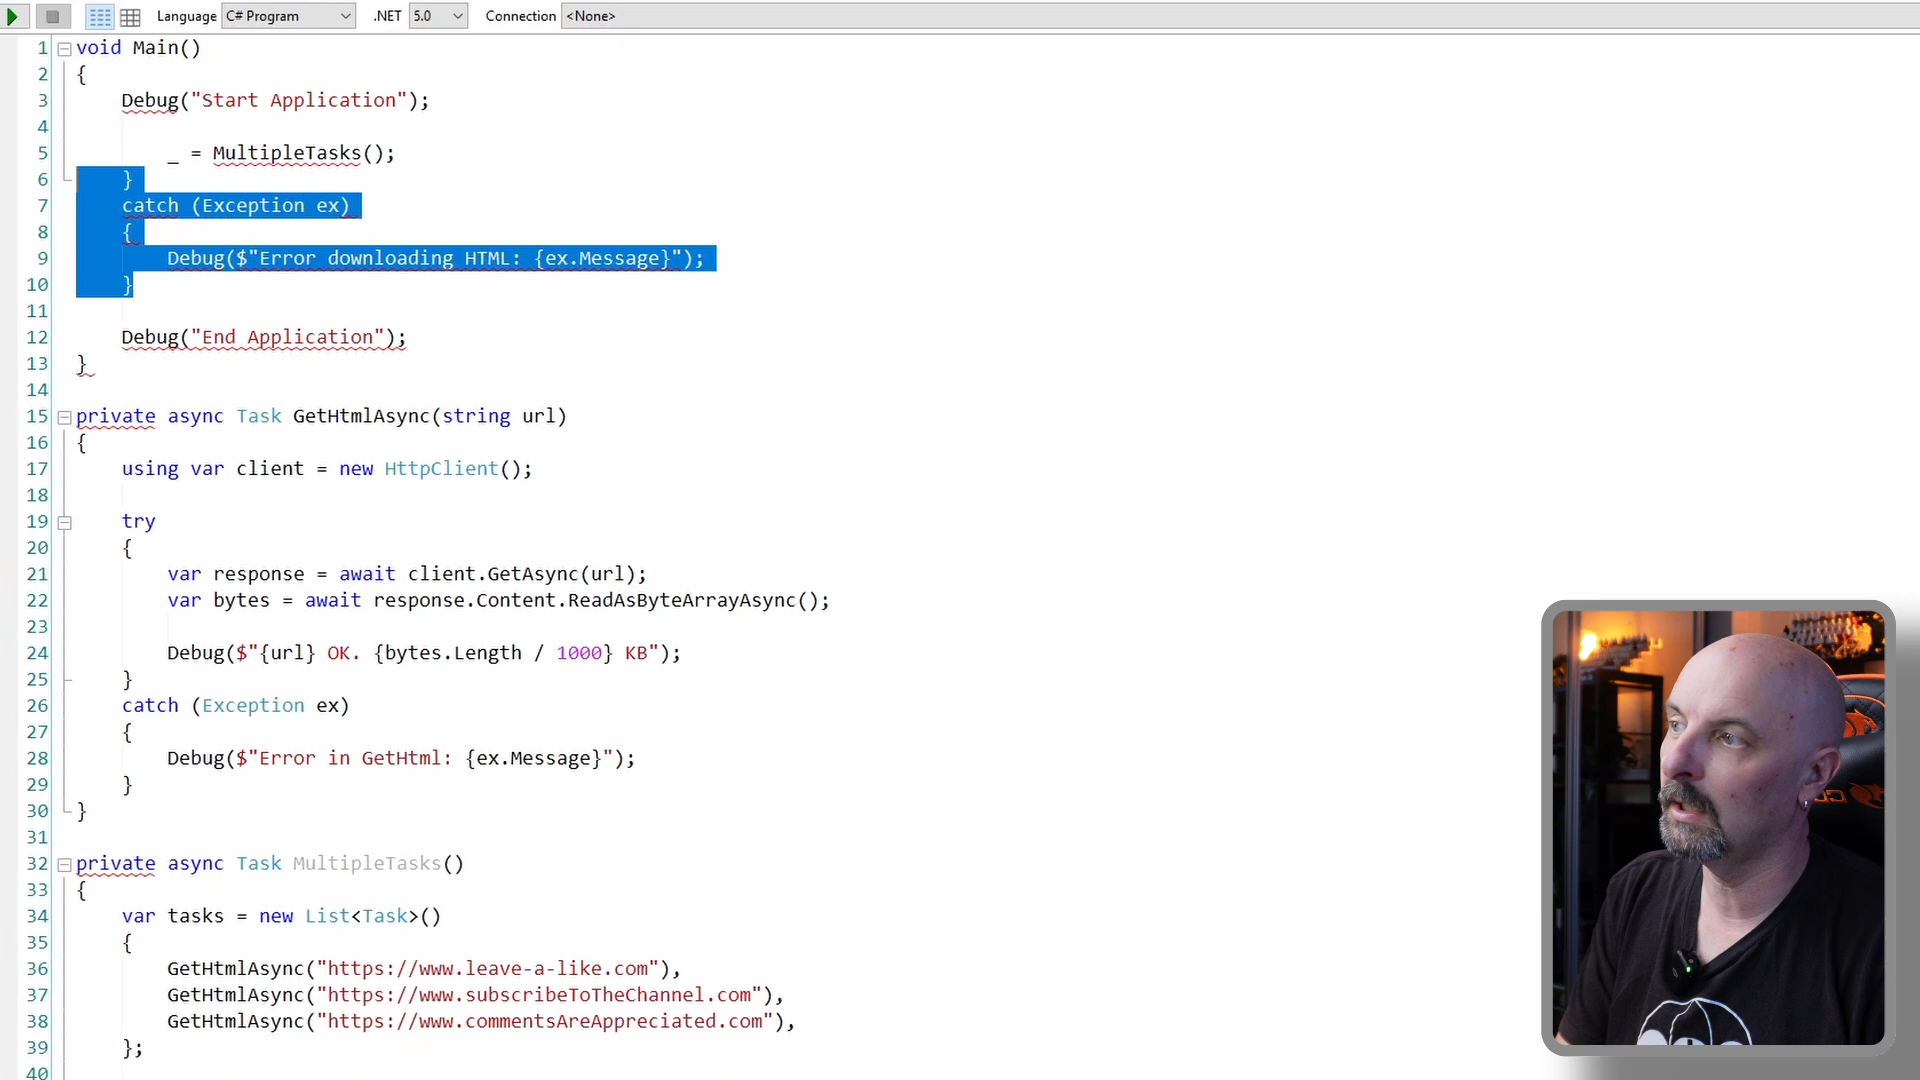 Language C# Program .NET 5.0 Connection <None>
1 void Main()
2 {
3 Debug("Start Application");
4
5 _ = MultipleTasks();
6 }
7 catch (Exception ex)
8 {
9 Debug($"Error downloading HTML: {ex.Message}");
10 }
11
12 Debug("End Application");
13 }
14
15 private async Task GetHtmlAsync(string url)
16 {
17 using var client = new HttpClient();
18
19 try
20 {
21 var response = await client.GetAsync(url);
22 var bytes = await response.Content.ReadAsByteArrayAsync();
23
24 Debug($"{url} OK. {bytes.Length / 1000} KB");
25 }
26 catch (Exception ex)
27 {
28 Debug($"Error in GetHtml: {ex.Message}");
29 }
30 }
31
32 private async Task MultipleTasks()
33 {
34 var tasks = new List<Task>()
35 {
36 GetHtmlAsync("https://www.leave-a-like.com"),
37 GetHtmlAsync("https://www.subscribeToTheChannel.com"),
38 GetHtmlAsync("https://www.commentsAreAppreciated.com"),
39 };
40